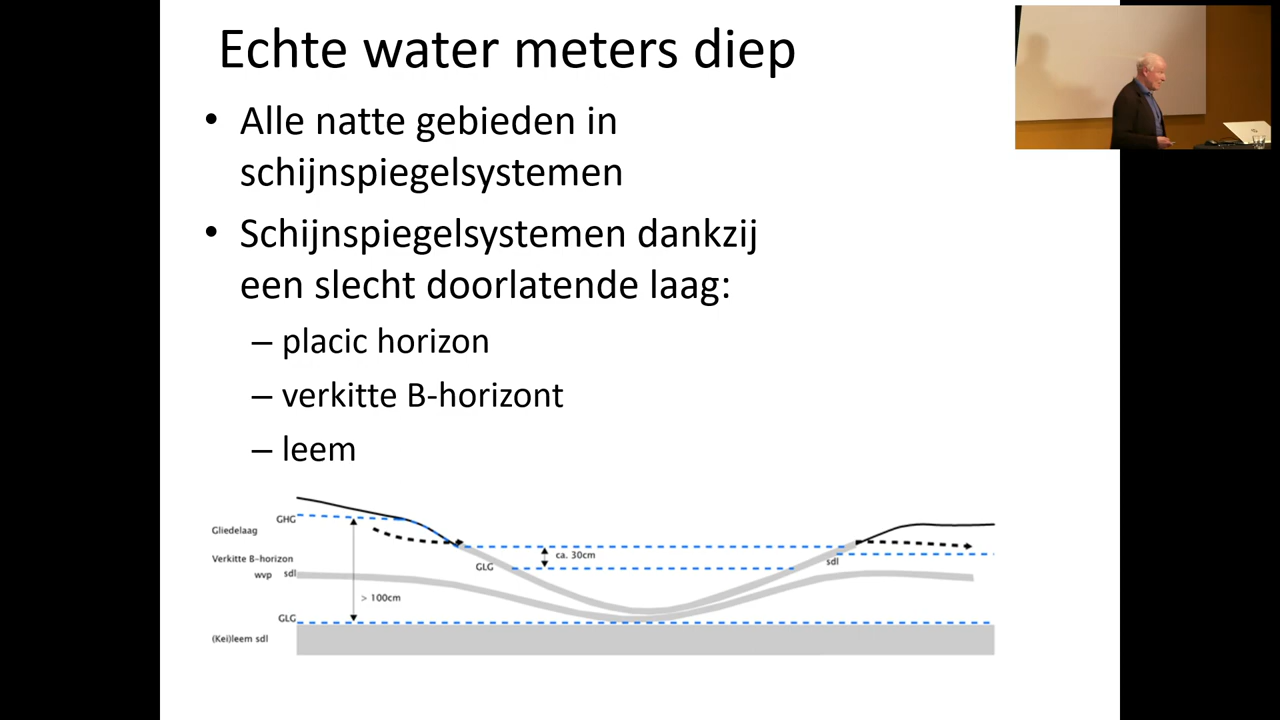 Echte water meters diep
• Alle natte gebieden in
schijnspiegelsystemen
• Schijnspiegelsystemen dankzij
een slecht doorlatende laag:
– placic horizon
– verkitte B-horizont
– leem
GHG
Gliedelaag
ca. 30cm
Verkitte B-horizon
GLG
sdl
wvp sdl
> 100cm
GLG
(Kei)leem sdl